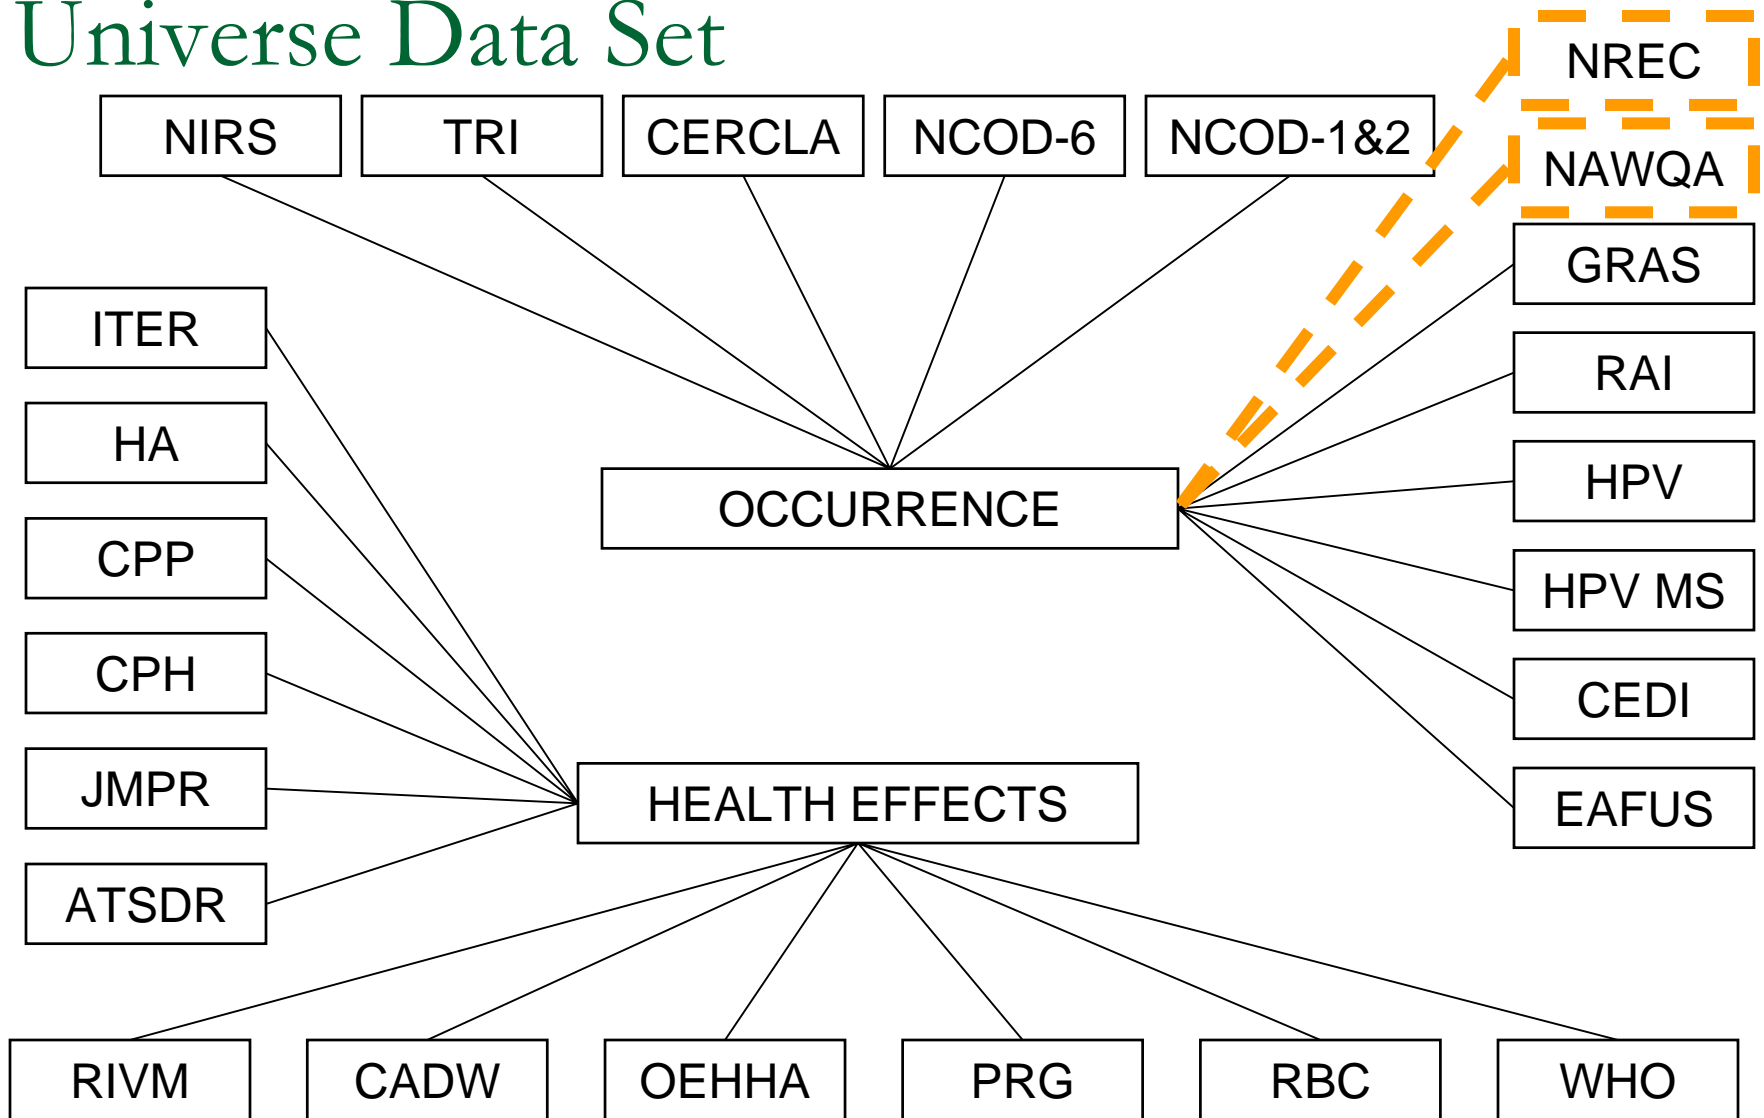 Universe Data Set
NREC
NIRS
TRI
CERCLA
NCOD-6
NCOD-1&2
NAWQA
GRAS
ITER
RAI
HA
HPV
OCCURRENCE
CPP
HPV MS
CPH
CEDI
JMPR
HEALTH EFFECTS
EAFUS
ATSDR
RIVM
CADW
OEHHA
PRG
RBC
WHO